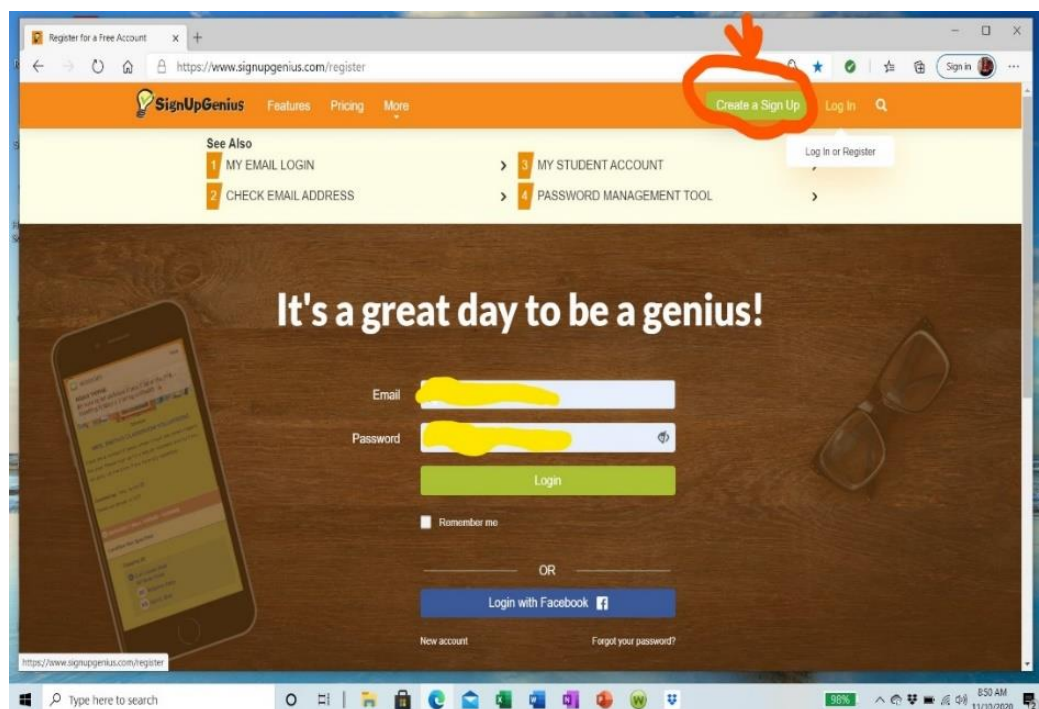 Register for a Free Account
https://www.signupgenius.com/register
Sign in
SignUpGenius Features Pricing More Create a Sign Up Log In
Log In or Register
See Also
1 MY EMAIL LOGIN
3 MY STUDENT ACCOUNT
2 CHECK EMAIL ADDRESS
4 PASSWORD MANAGEMENT TOOL
It's a great day to be a genius!
Email
Password
Login
Remember me
OR
Login with Facebook
New account Forgot your password?
https://www.signupgenius.com/register
Type here to search
98%
8:50 AM
11/10/2020